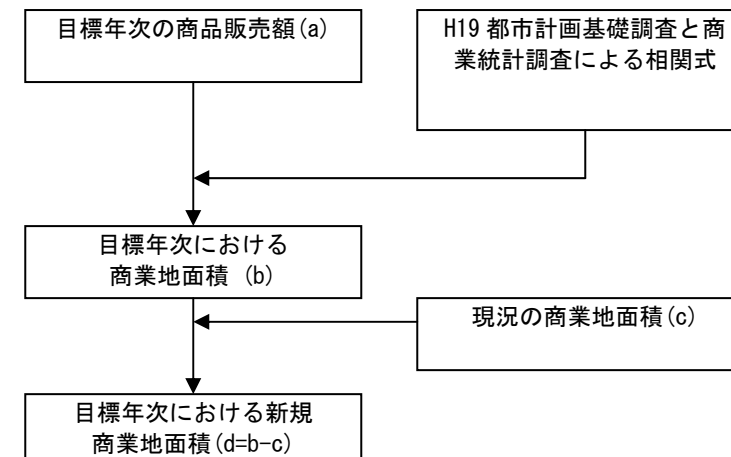 目標年次の商品販売額(a)
H19 都市計画基礎調査と商
業統計調査による相関式
目標年次における
商業地面積 (b)
現況の商業地面積(c)
目標年次における新規
商業地面積(d=b-c)